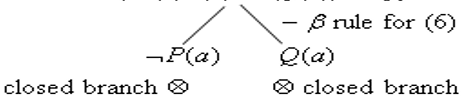 – β rule for (6)
¬P(a) Q(a)
closed branch ⊗ ⊗ closed branch